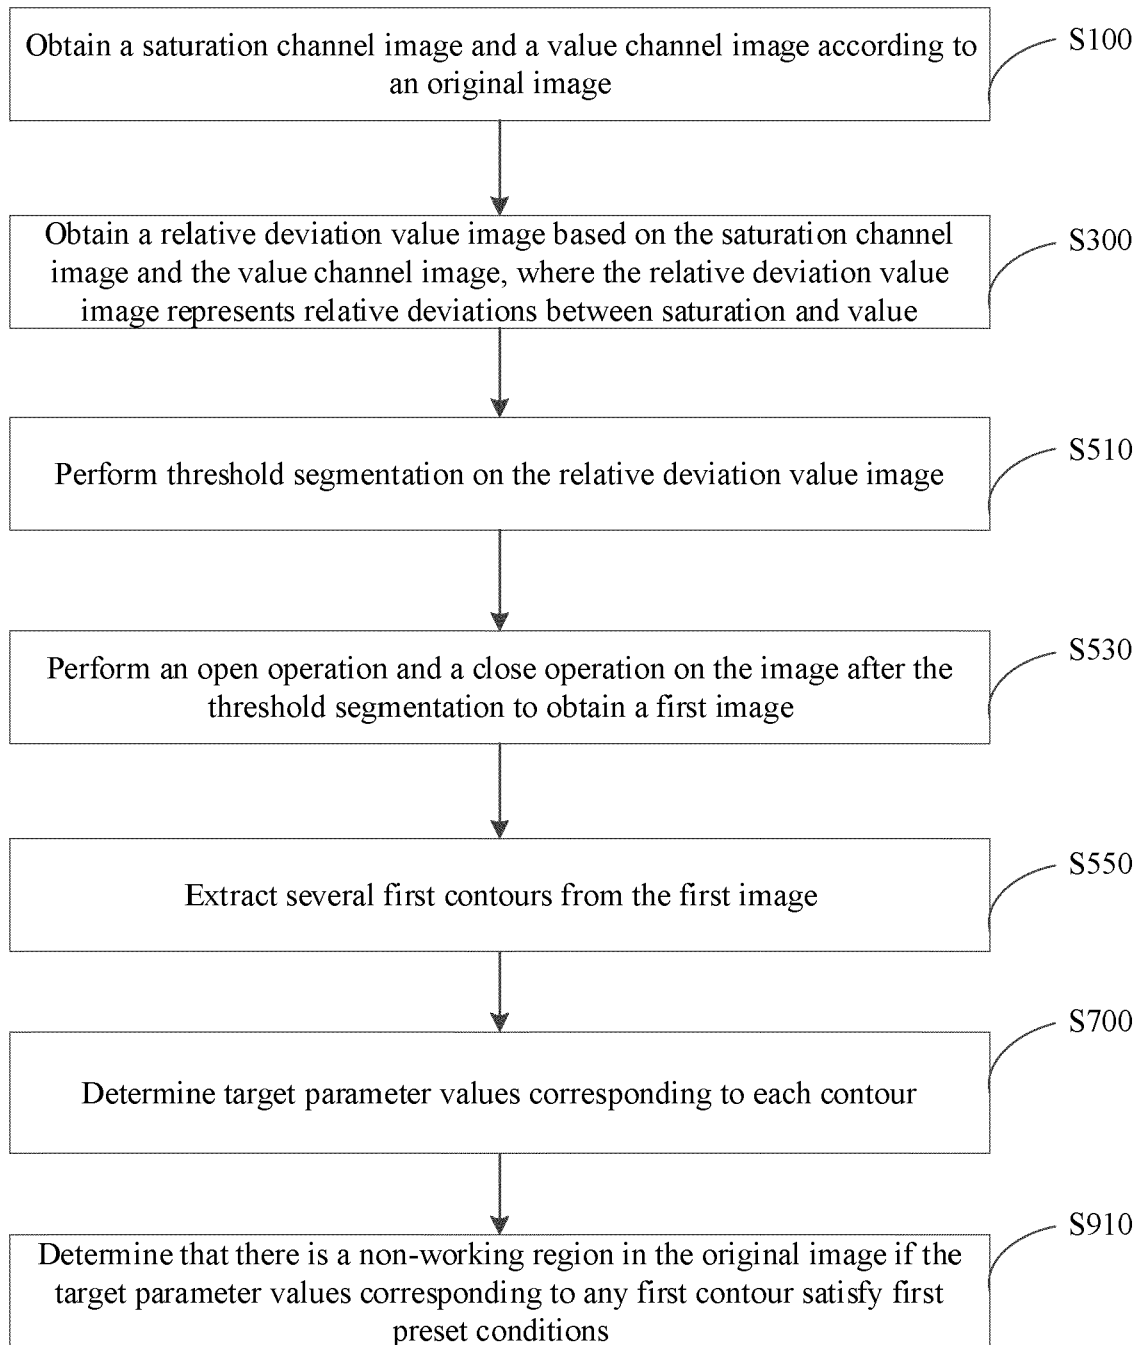 Obtain a saturation channel image and a value channel image according to
an original image
S100
Obtain a relative deviation value image based on the saturation channel
image and the value channel image, where the relative deviation value
image represents relative deviations between saturation and value
S300
Perform threshold segmentation on the relative deviation value image
S510
Perform an open operation and a close operation on the image after the
threshold segmentation to obtain a first image
S530
Extract several first contours from the first image
S550
Determine target parameter values corresponding to each contour
S700
Determine that there is a non-working region in the original image if the
target parameter values corresponding to any first contour satisfy first
preset conditions
S910